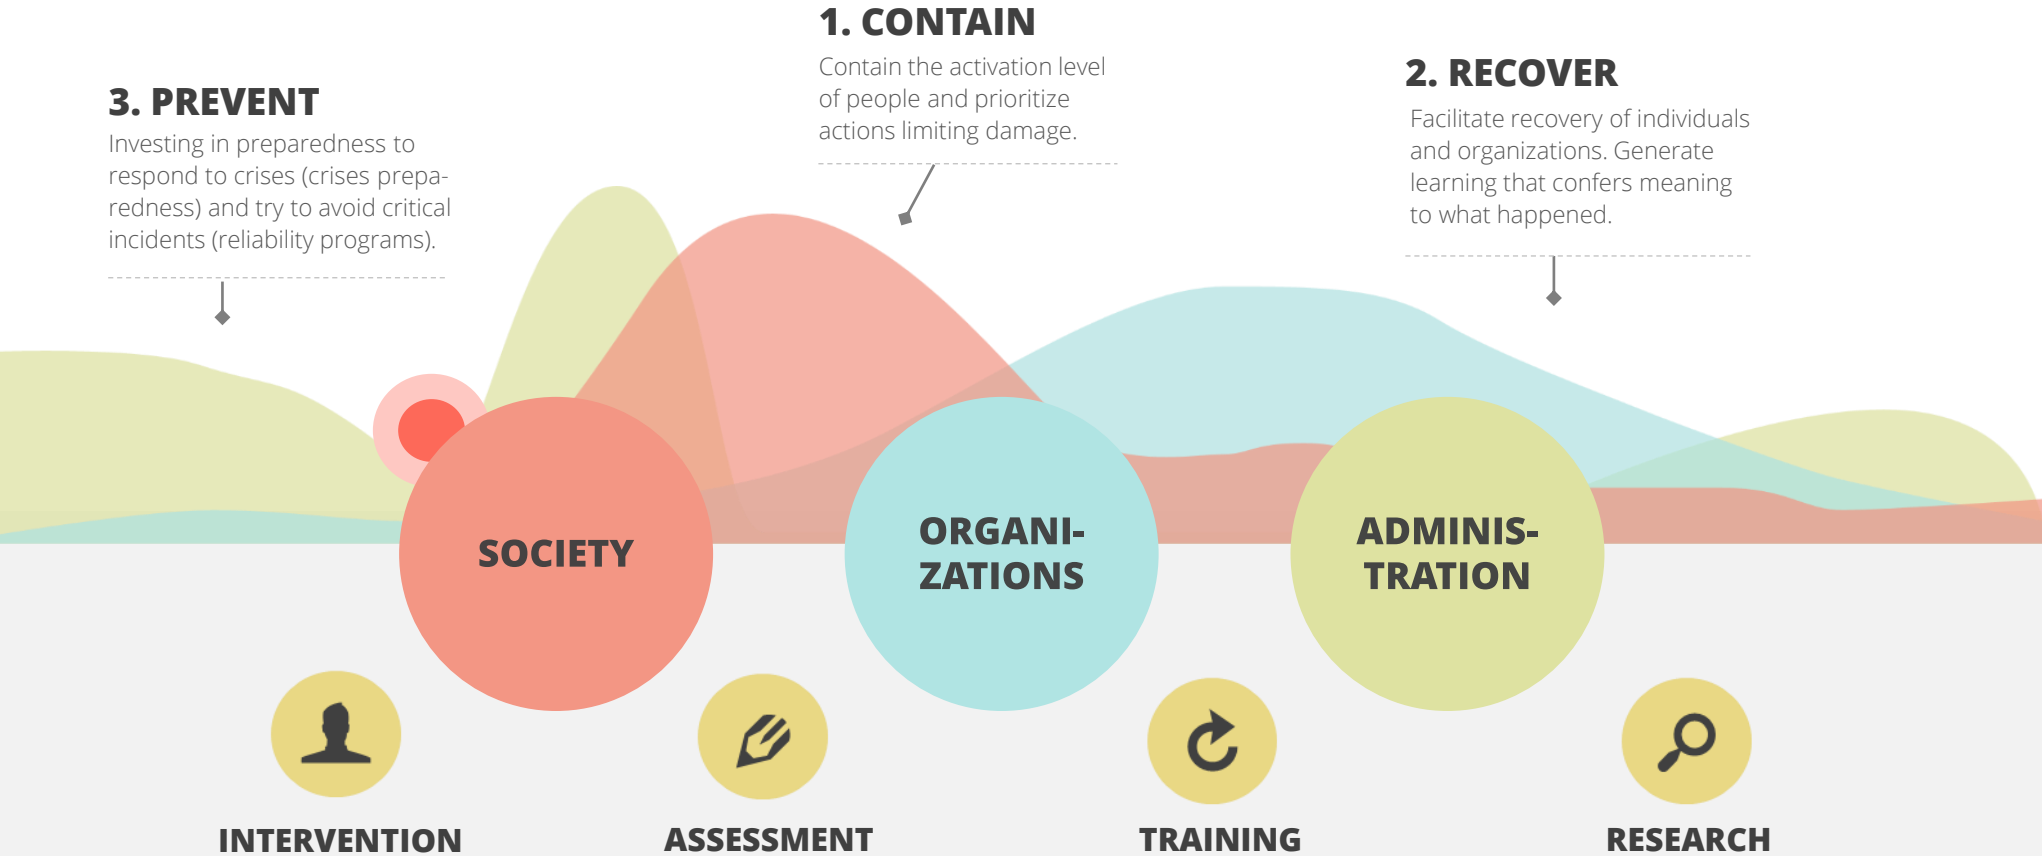 3. PREVENT
Investing in preparedness to
respond to crises (crises prepa-
redness) and try to avoid critical
incidents (reliability programs).
1. CONTAIN
Contain the activation level
of people and prioritize
actions limiting damage.
2. RECOVER
Facilitate recovery of individuals
and organizations. Generate
learning that confers meaning
to what happened.
SOCIETY
ORGANI-
ZATIONS
ADMINIS-
TRATION
INTERVENTION
ASSESSMENT
TRAINING
RESEARCH